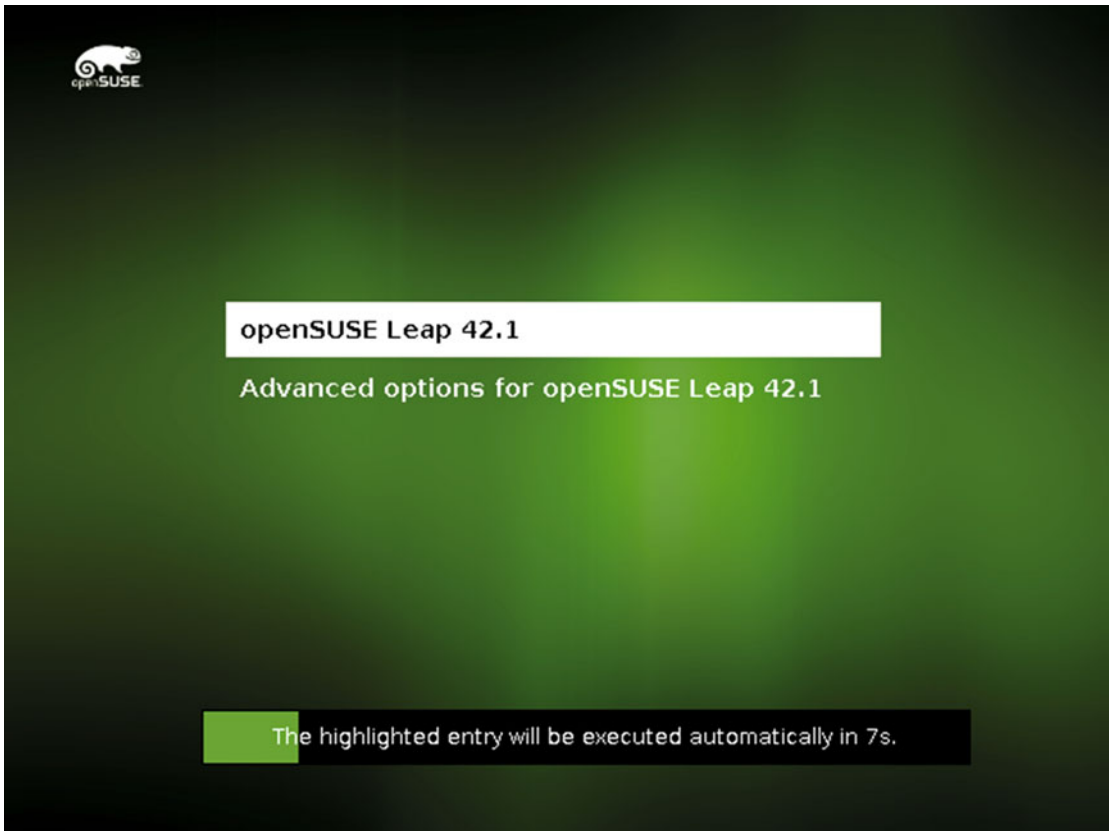 openSUSE
openSUSE Leap 42.1
Advanced options for openSUSE Leap 42.1
The highlighted entry will be executed automatically in 7s.